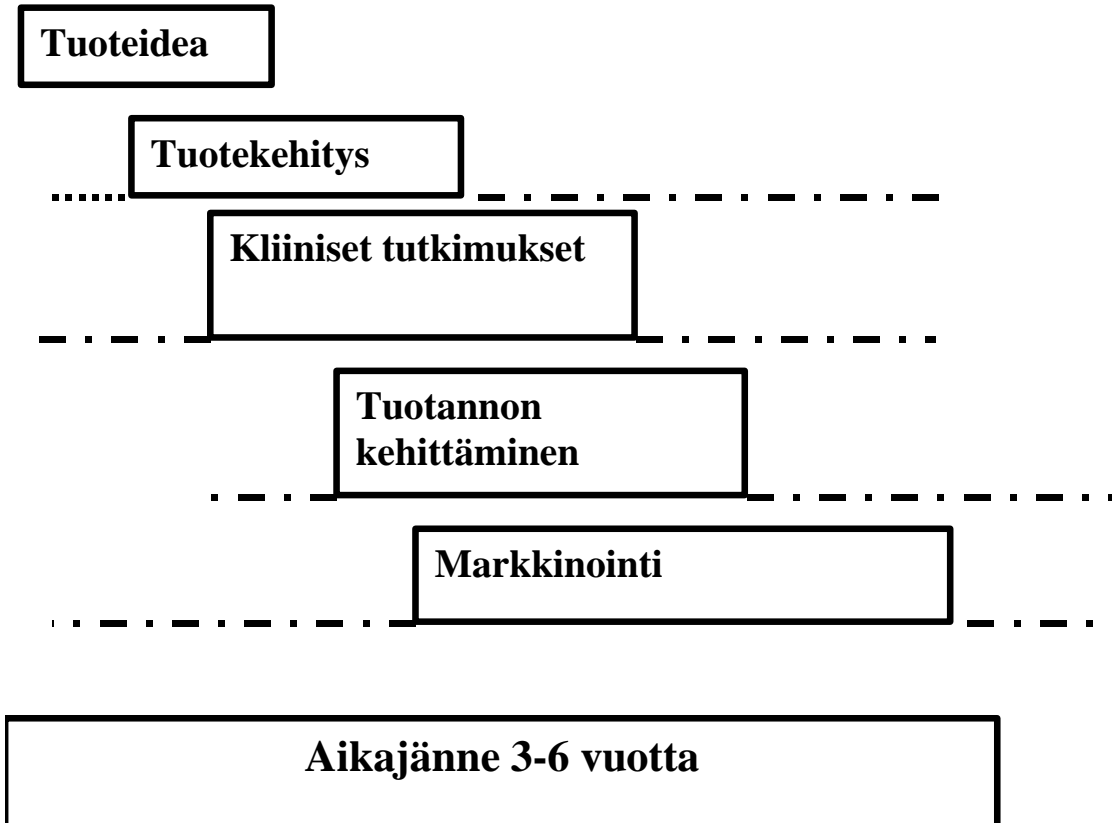 Tuoteidea
Tuotekehitys
Kliiniset tutkimukset
Tuotannon
kehittäminen
Markkinointi
Aikajänne 3-6 vuotta